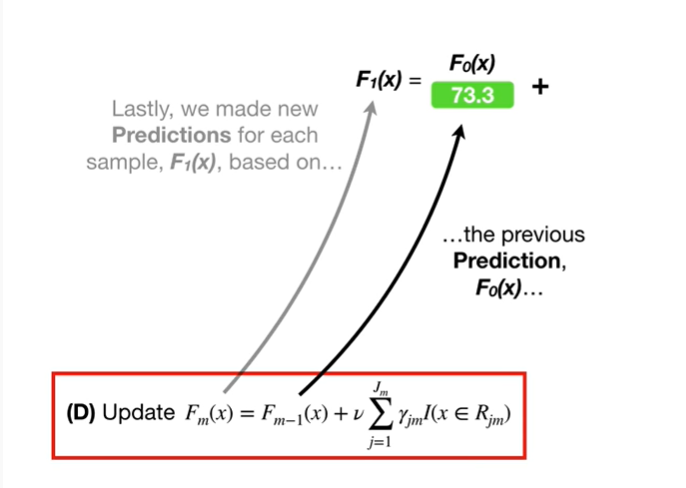 F₀(x)
F₁(x) = 73.3 +
Lastly, we made new
Predictions for each
sample, F₁(x), based on…
…the previous
Prediction,
F₀(x)…
(D) Update Fₘ(x) = Fₘ₋₁(x) + ν ∑_{j=1}^{Jₘ} γⱼₘI(x ∈ Rⱼₘ)